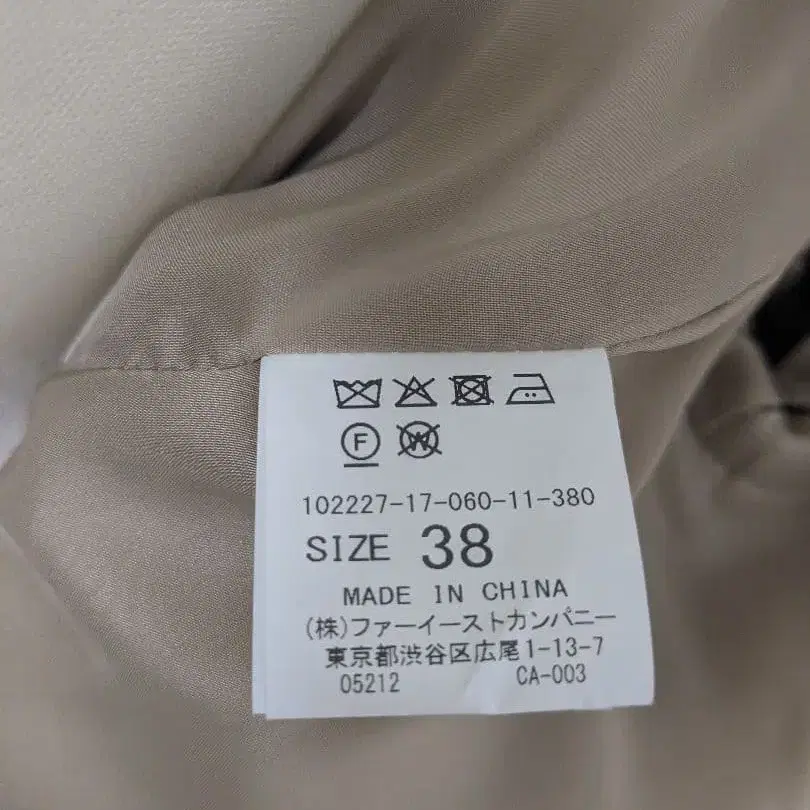 F W
102227-17-060-11-380
SIZE 38
MADE IN CHINA
(株)ファーイーストカンパニー
東京都渋谷区広尾1-13-7
05212 CA-003